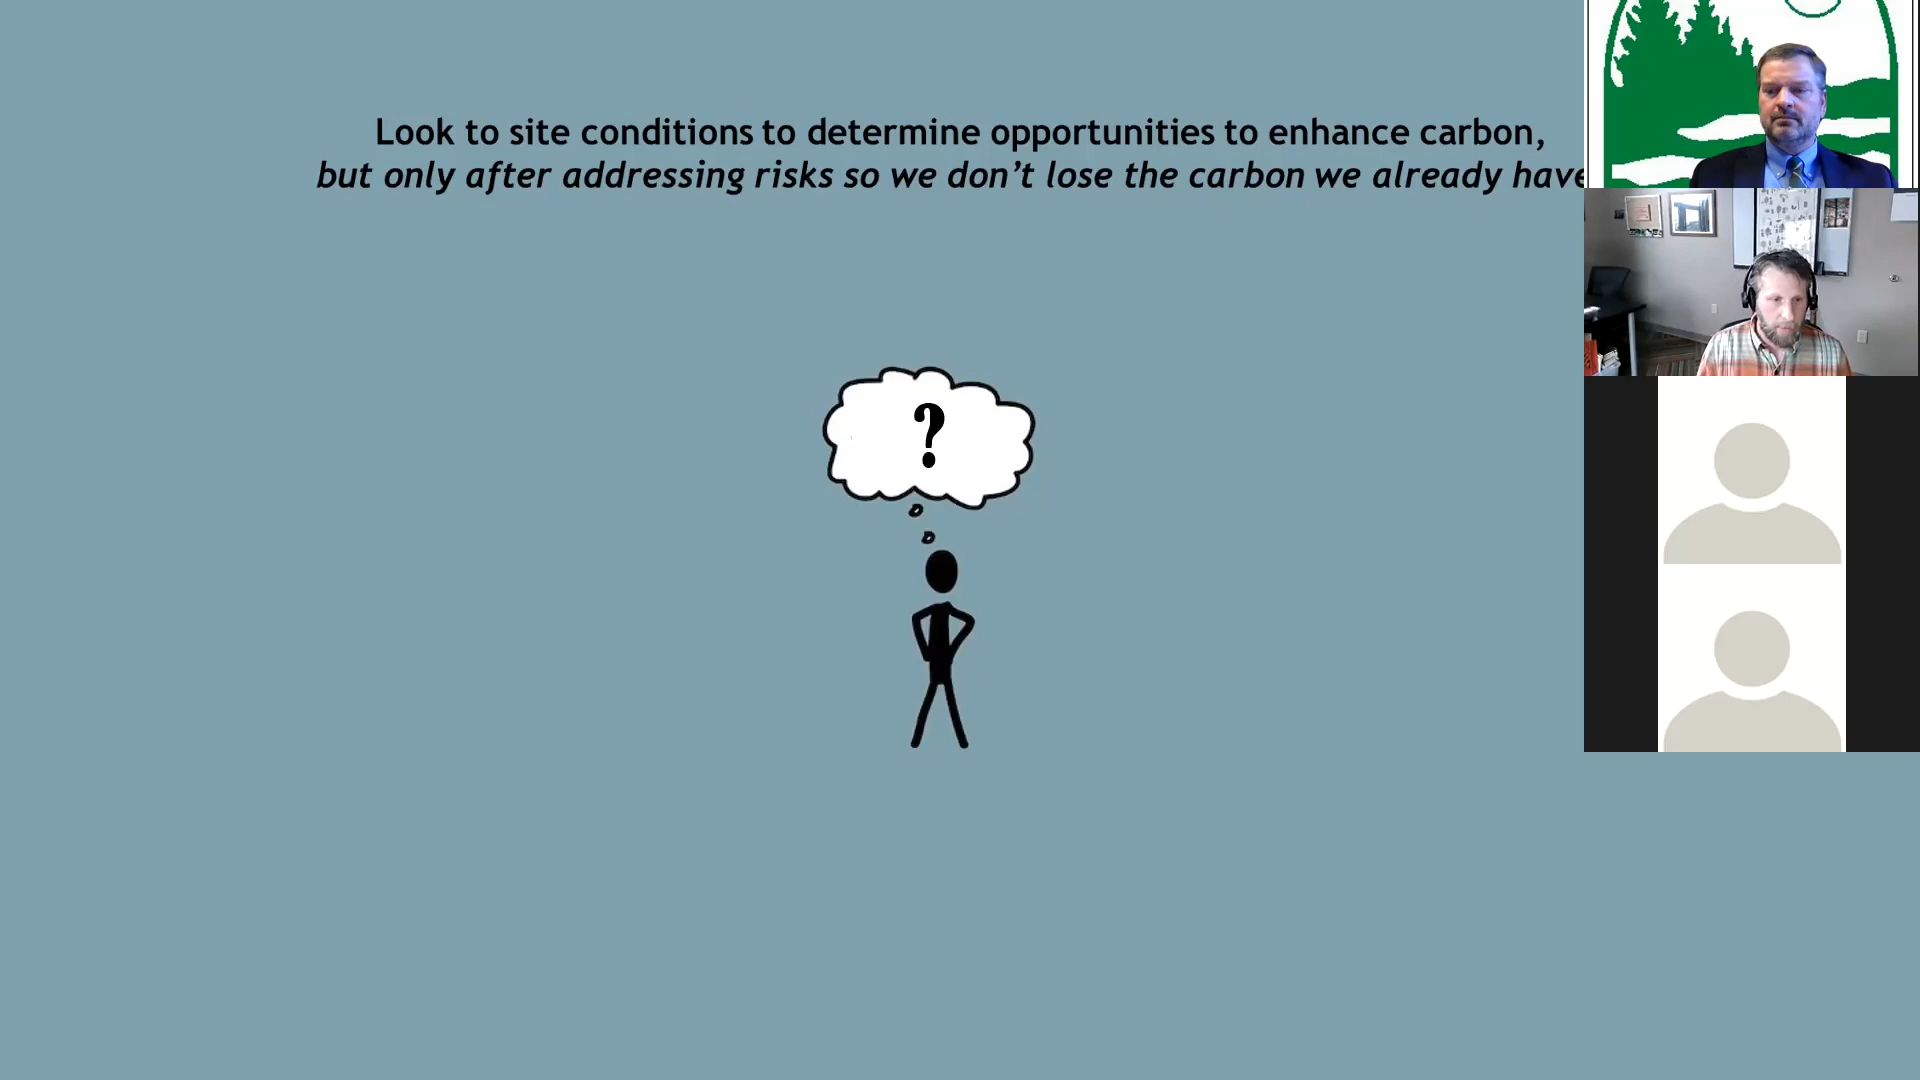 Look to site conditions to determine opportunities to enhance carbon,
but only after addressing risks so we don’t lose the carbon we already have
?